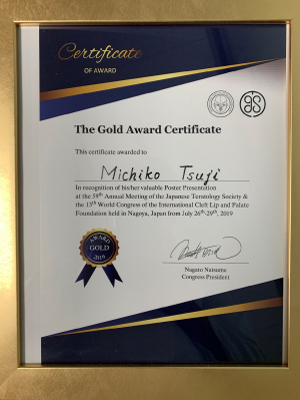 Certificate
OF AWARD
The Gold Award Certificate
This certificate awarded to
Michiko Tsuji
In recognition of his/her valuable Poster Presentation
at the 59th Annual Meeting of the Japanese Teratology Society &
the 13th World Congress of the International Cleft Lip and Palate
Foundation held in Nagoya, Japan from July 26th-29th, 2019
AWARD
GOLD
2019
Nagato Natsume
Congress President